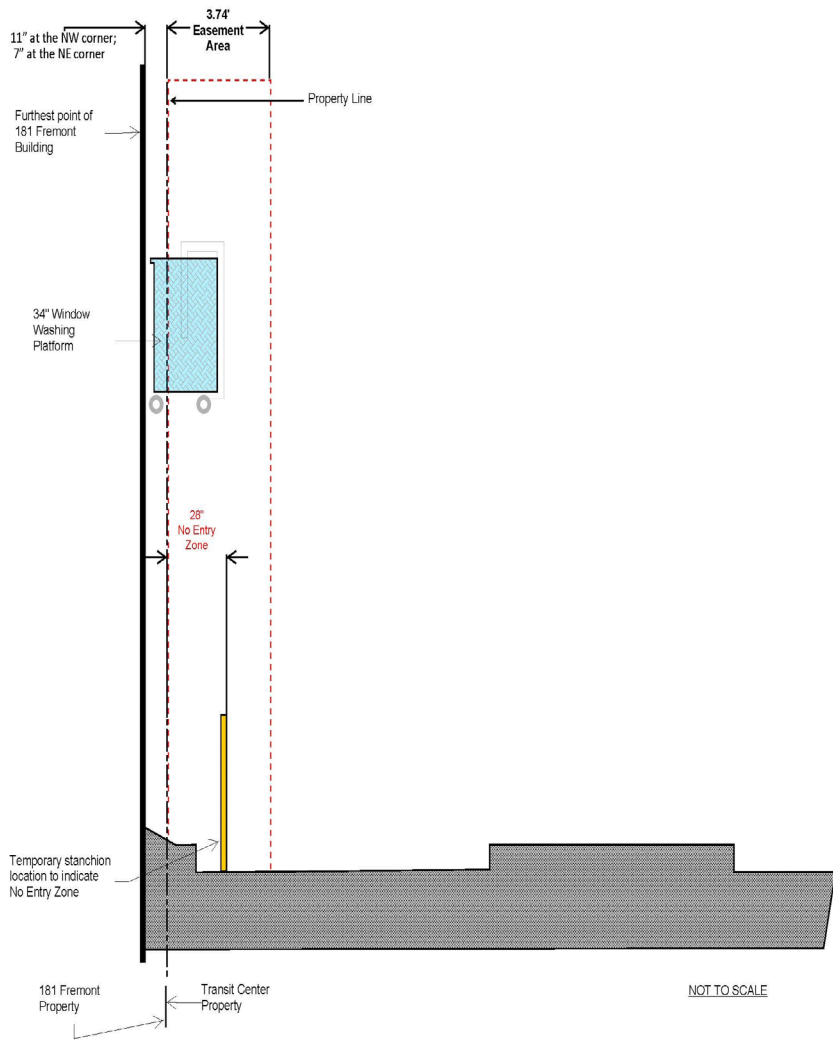 11" at the NW corner;
7" at the NE corner
3.74'
Easement
Area
Property Line
Furthest point of
181 Fremont
Building
34" Window
Washing
Platform
28"
No Entry
Zone
Temporary stanchion
location to indicate
No Entry Zone
181 Fremont
Property
Transit Center
Property
NOT TO SCALE